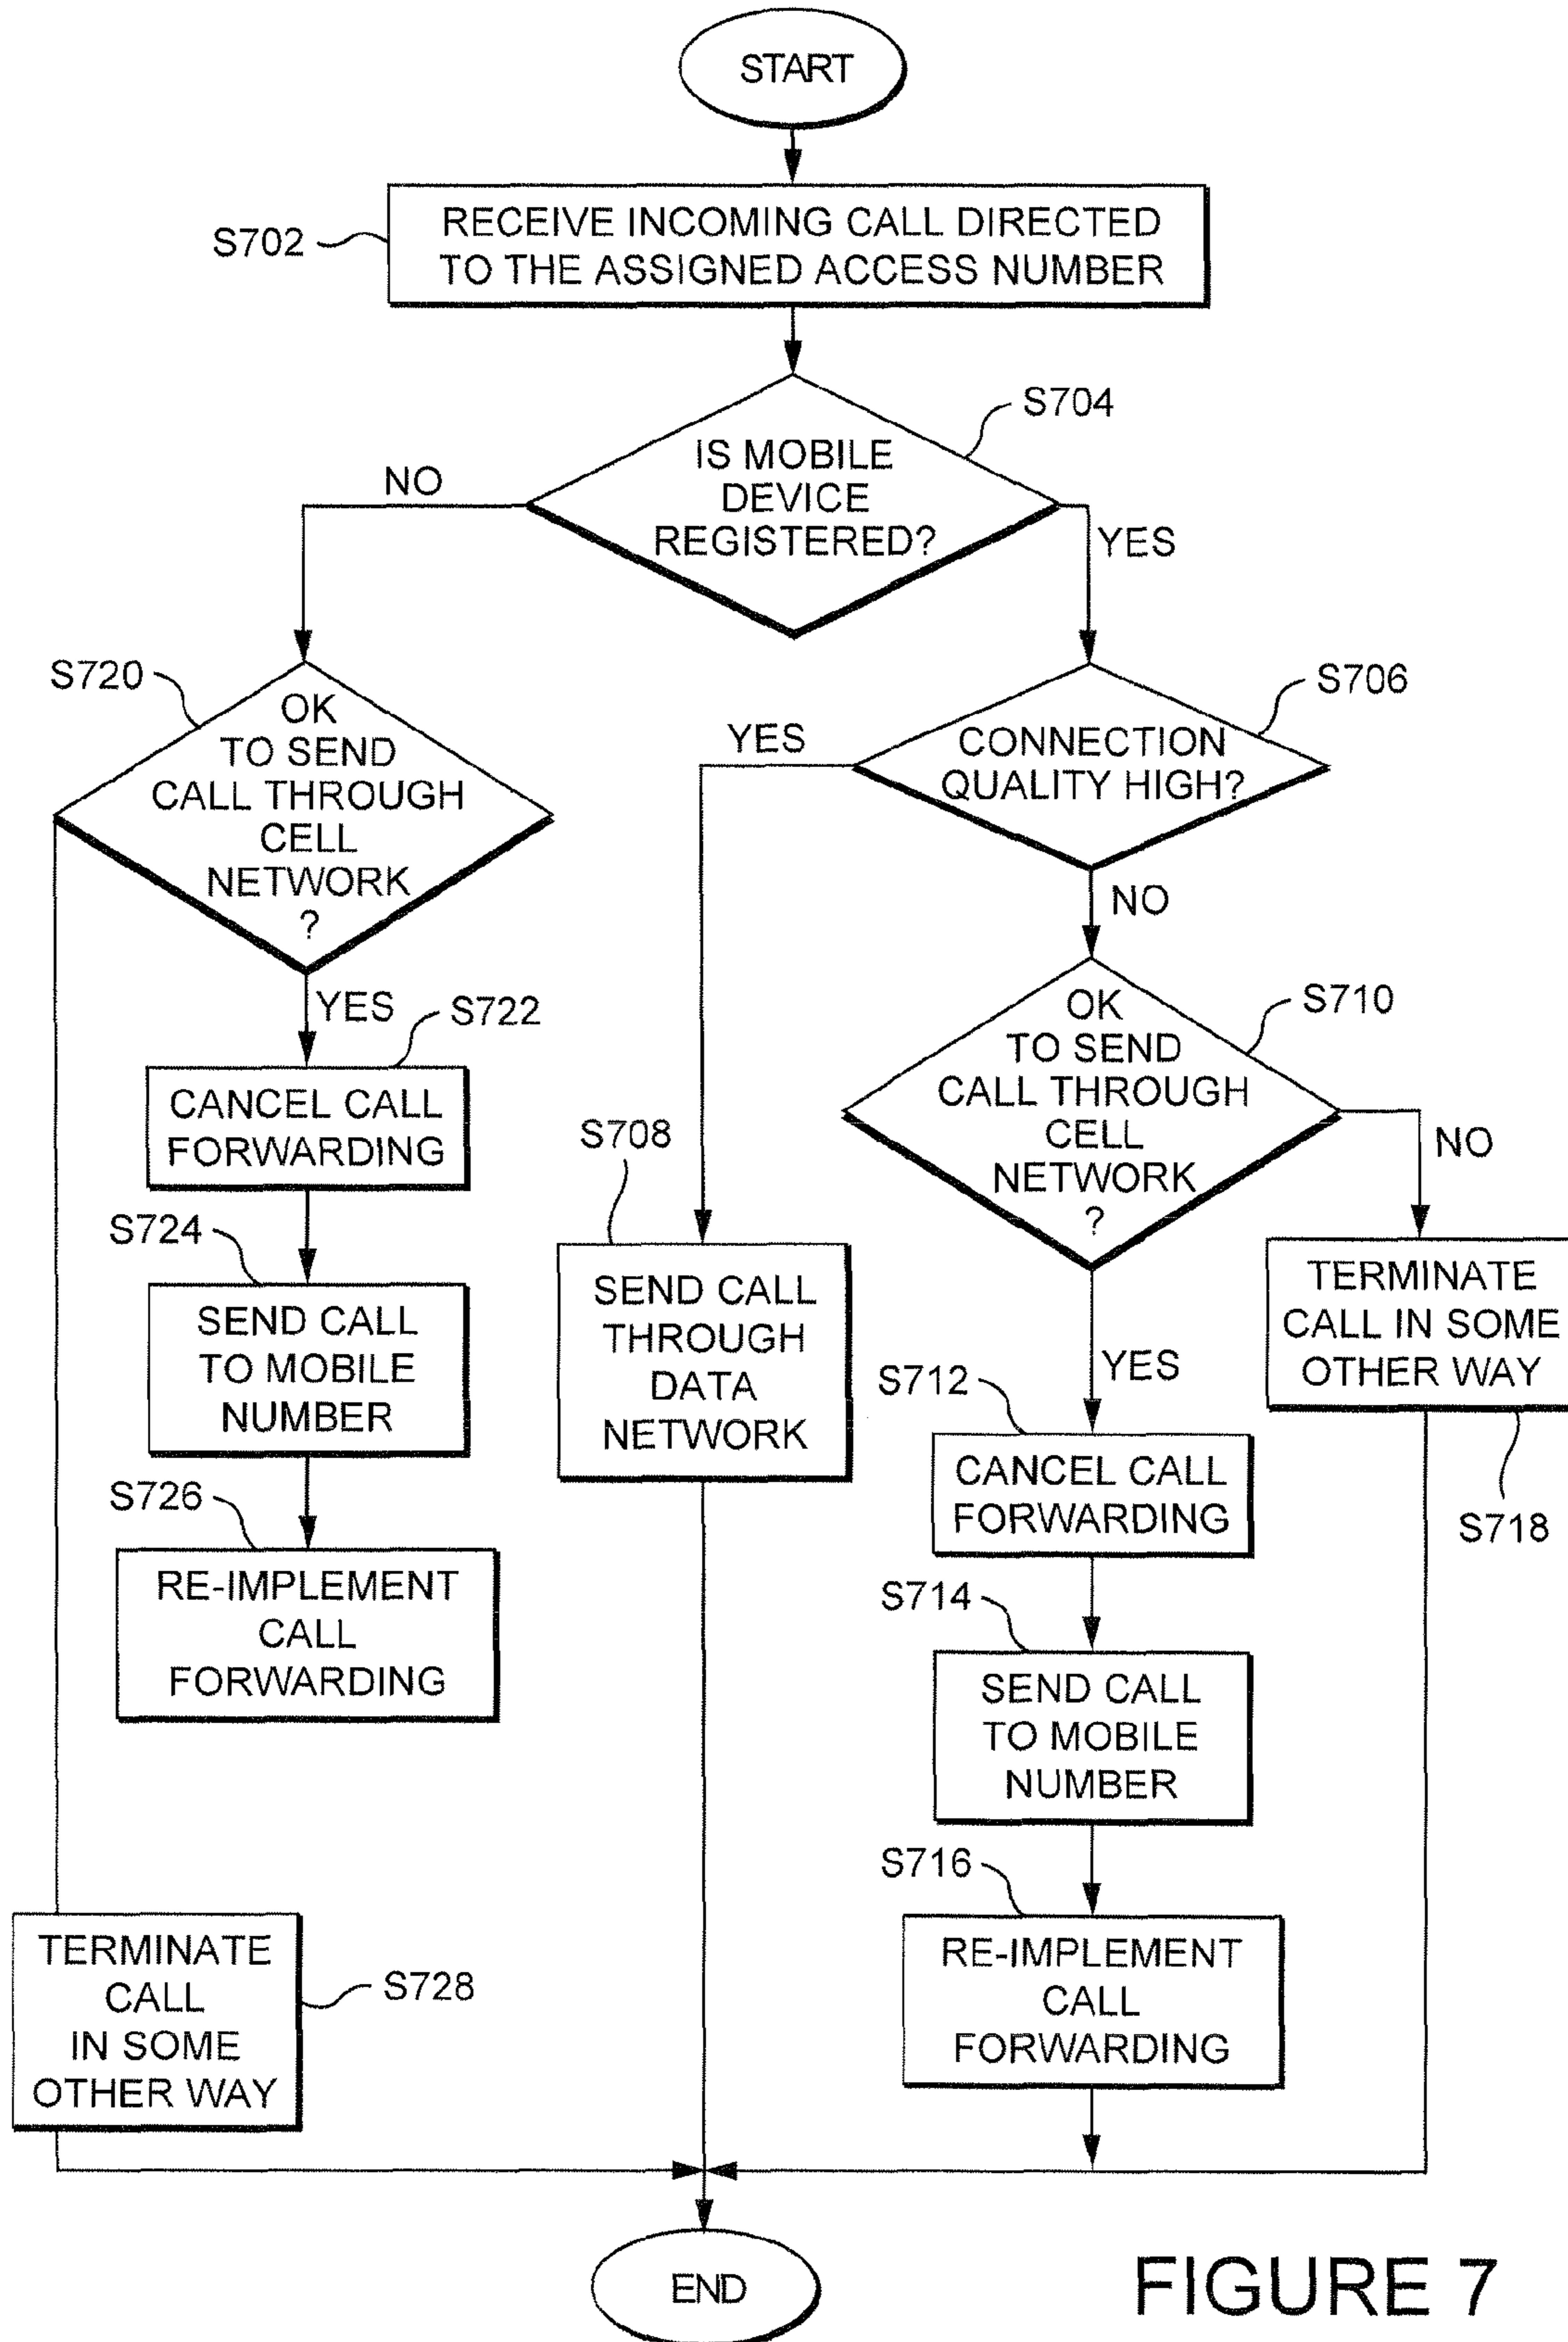 START
S702
RECEIVE INCOMING CALL DIRECTED
TO THE ASSIGNED ACCESS NUMBER
S704
IS MOBILE
DEVICE
REGISTERED?
NO
YES
S720
OK
TO SEND
CALL THROUGH
CELL
NETWORK
?
S706
CONNECTION
QUALITY HIGH?
YES
NO
YES
S722
CANCEL CALL
FORWARDING
S724
SEND CALL
TO MOBILE
NUMBER
S726
RE-IMPLEMENT
CALL
FORWARDING
S708
SEND CALL
THROUGH
DATA
NETWORK
S710
OK
TO SEND
CALL THROUGH
CELL
NETWORK
?
NO
YES
TERMINATE
CALL IN SOME
OTHER WAY
S718
S712
CANCEL CALL
FORWARDING
S714
SEND CALL
TO MOBILE
NUMBER
S716
RE-IMPLEMENT
CALL
FORWARDING
TERMINATE
CALL
IN SOME
OTHER WAY
S728
END
FIGURE 7